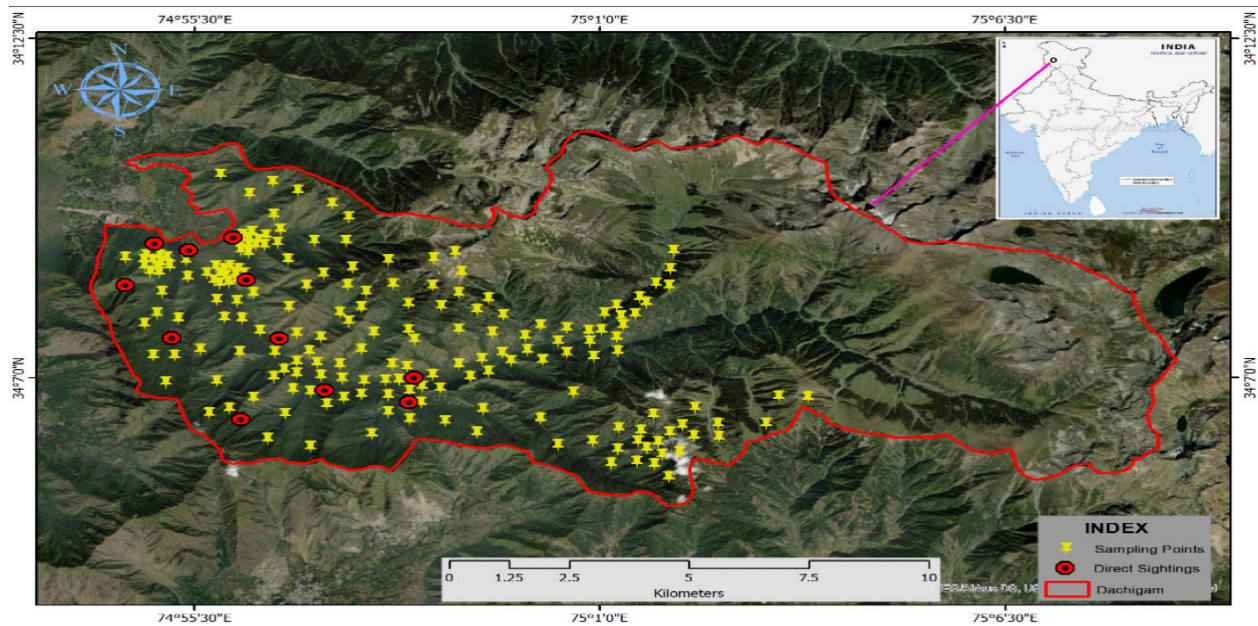 74°55'30"E 75°1'0"E 75°6'30"E
34°12'30"N 34°12'30"N
N
W E
S
INDIA
INDIAN OCEAN
34°7'0"N 34°7'0"N
INDEX
Sampling Points
Direct Sightings
Dachigam
0 1.25 2.5 5 7.5 10
Kilometers
74°55'30"E 75°1'0"E 75°6'30"E